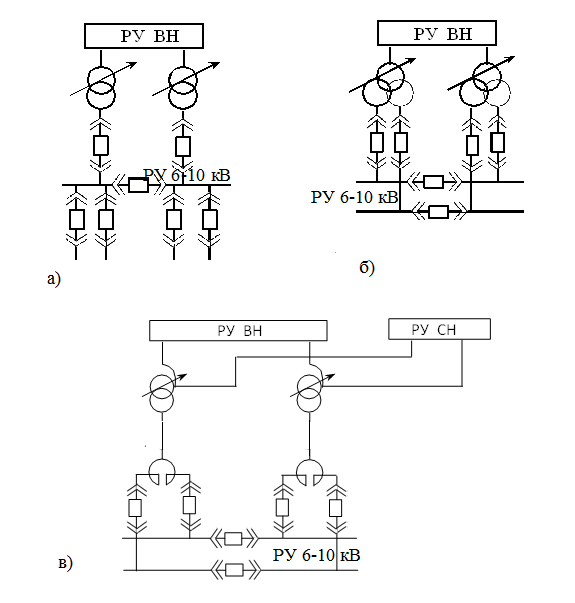 РУ ВН
РУ ВН
РУ 6-10 кВ
РУ 6-10 кВ
а)
б)
РУ ВН
РУ СН
РУ 6-10 кВ
в)